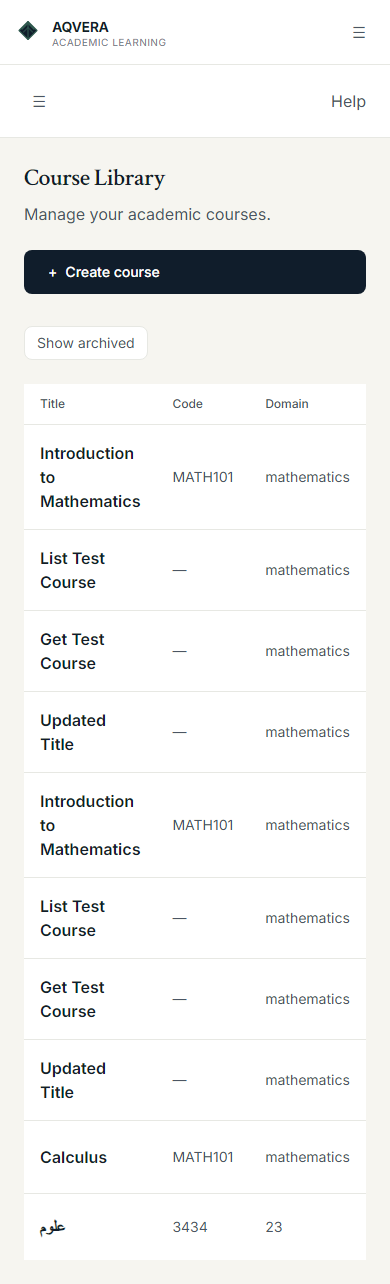 AQVERA
ACADEMIC LEARNING
Help
Course Library
Manage your academic courses.
+ Create course
Show archived
Title Code Domain
Introduction
to
Mathematics
MATH101 mathematics
List Test
Course
— mathematics
Get Test
Course
— mathematics
Updated
Title
— mathematics
Introduction
to
Mathematics
MATH101 mathematics
List Test
Course
— mathematics
Get Test
Course
— mathematics
Updated
Title
— mathematics
Calculus MATH101 mathematics
علوم 3434 23